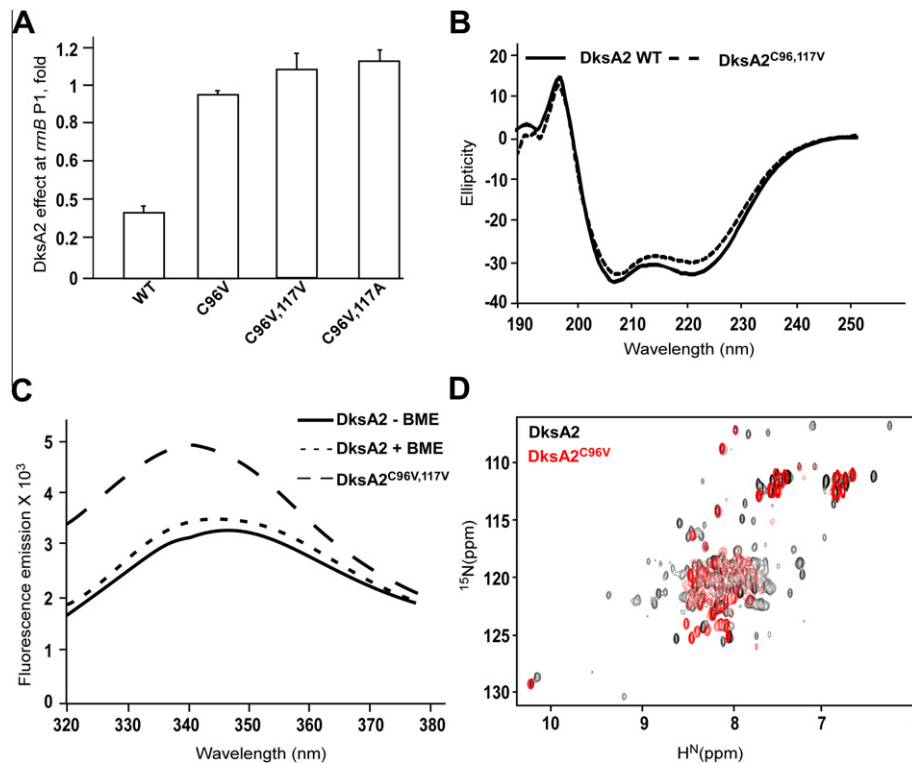 A
DksA2 effect at rrnB P1, fold
1.2
1
0.6
0.5
0.2
0
WT
C96V
C96V,117V
C96V,117A
B
DksA2 WT
DksA2C96,117V
Ellipticity
20
10
0
-10
-20
-30
-40
190 200 210 220 230 240 250
Wavelength (nm)
C
DksA2 - BME
DksA2 + BME
DksA2C96V,117V
Fluorescence emission X 10³
5
4
3
2
1
0
320 330 340 350 360 370 380
Wavelength (nm)
D
DksA2
DksA2C96V
15N(ppm)
110
115
120
125
130
10 9 8 7
HN(ppm)